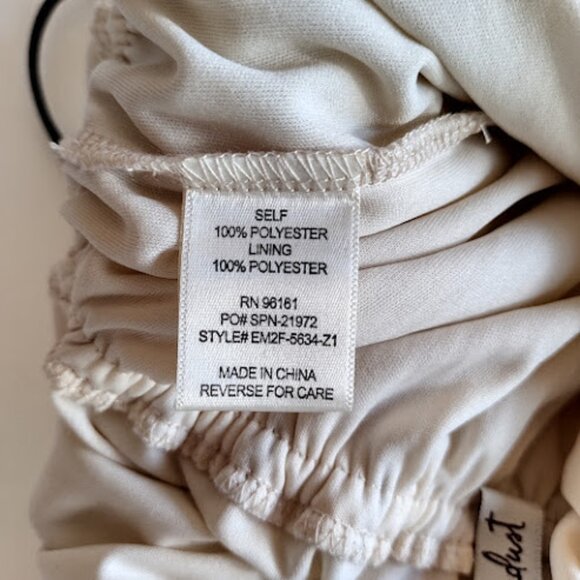 SELF
100% POLYESTER
LINING
100% POLYESTER
RN 96161
PO# SPN-21972
STYLE# EM2F-5634-Z1
MADE IN CHINA
REVERSE FOR CARE
dust